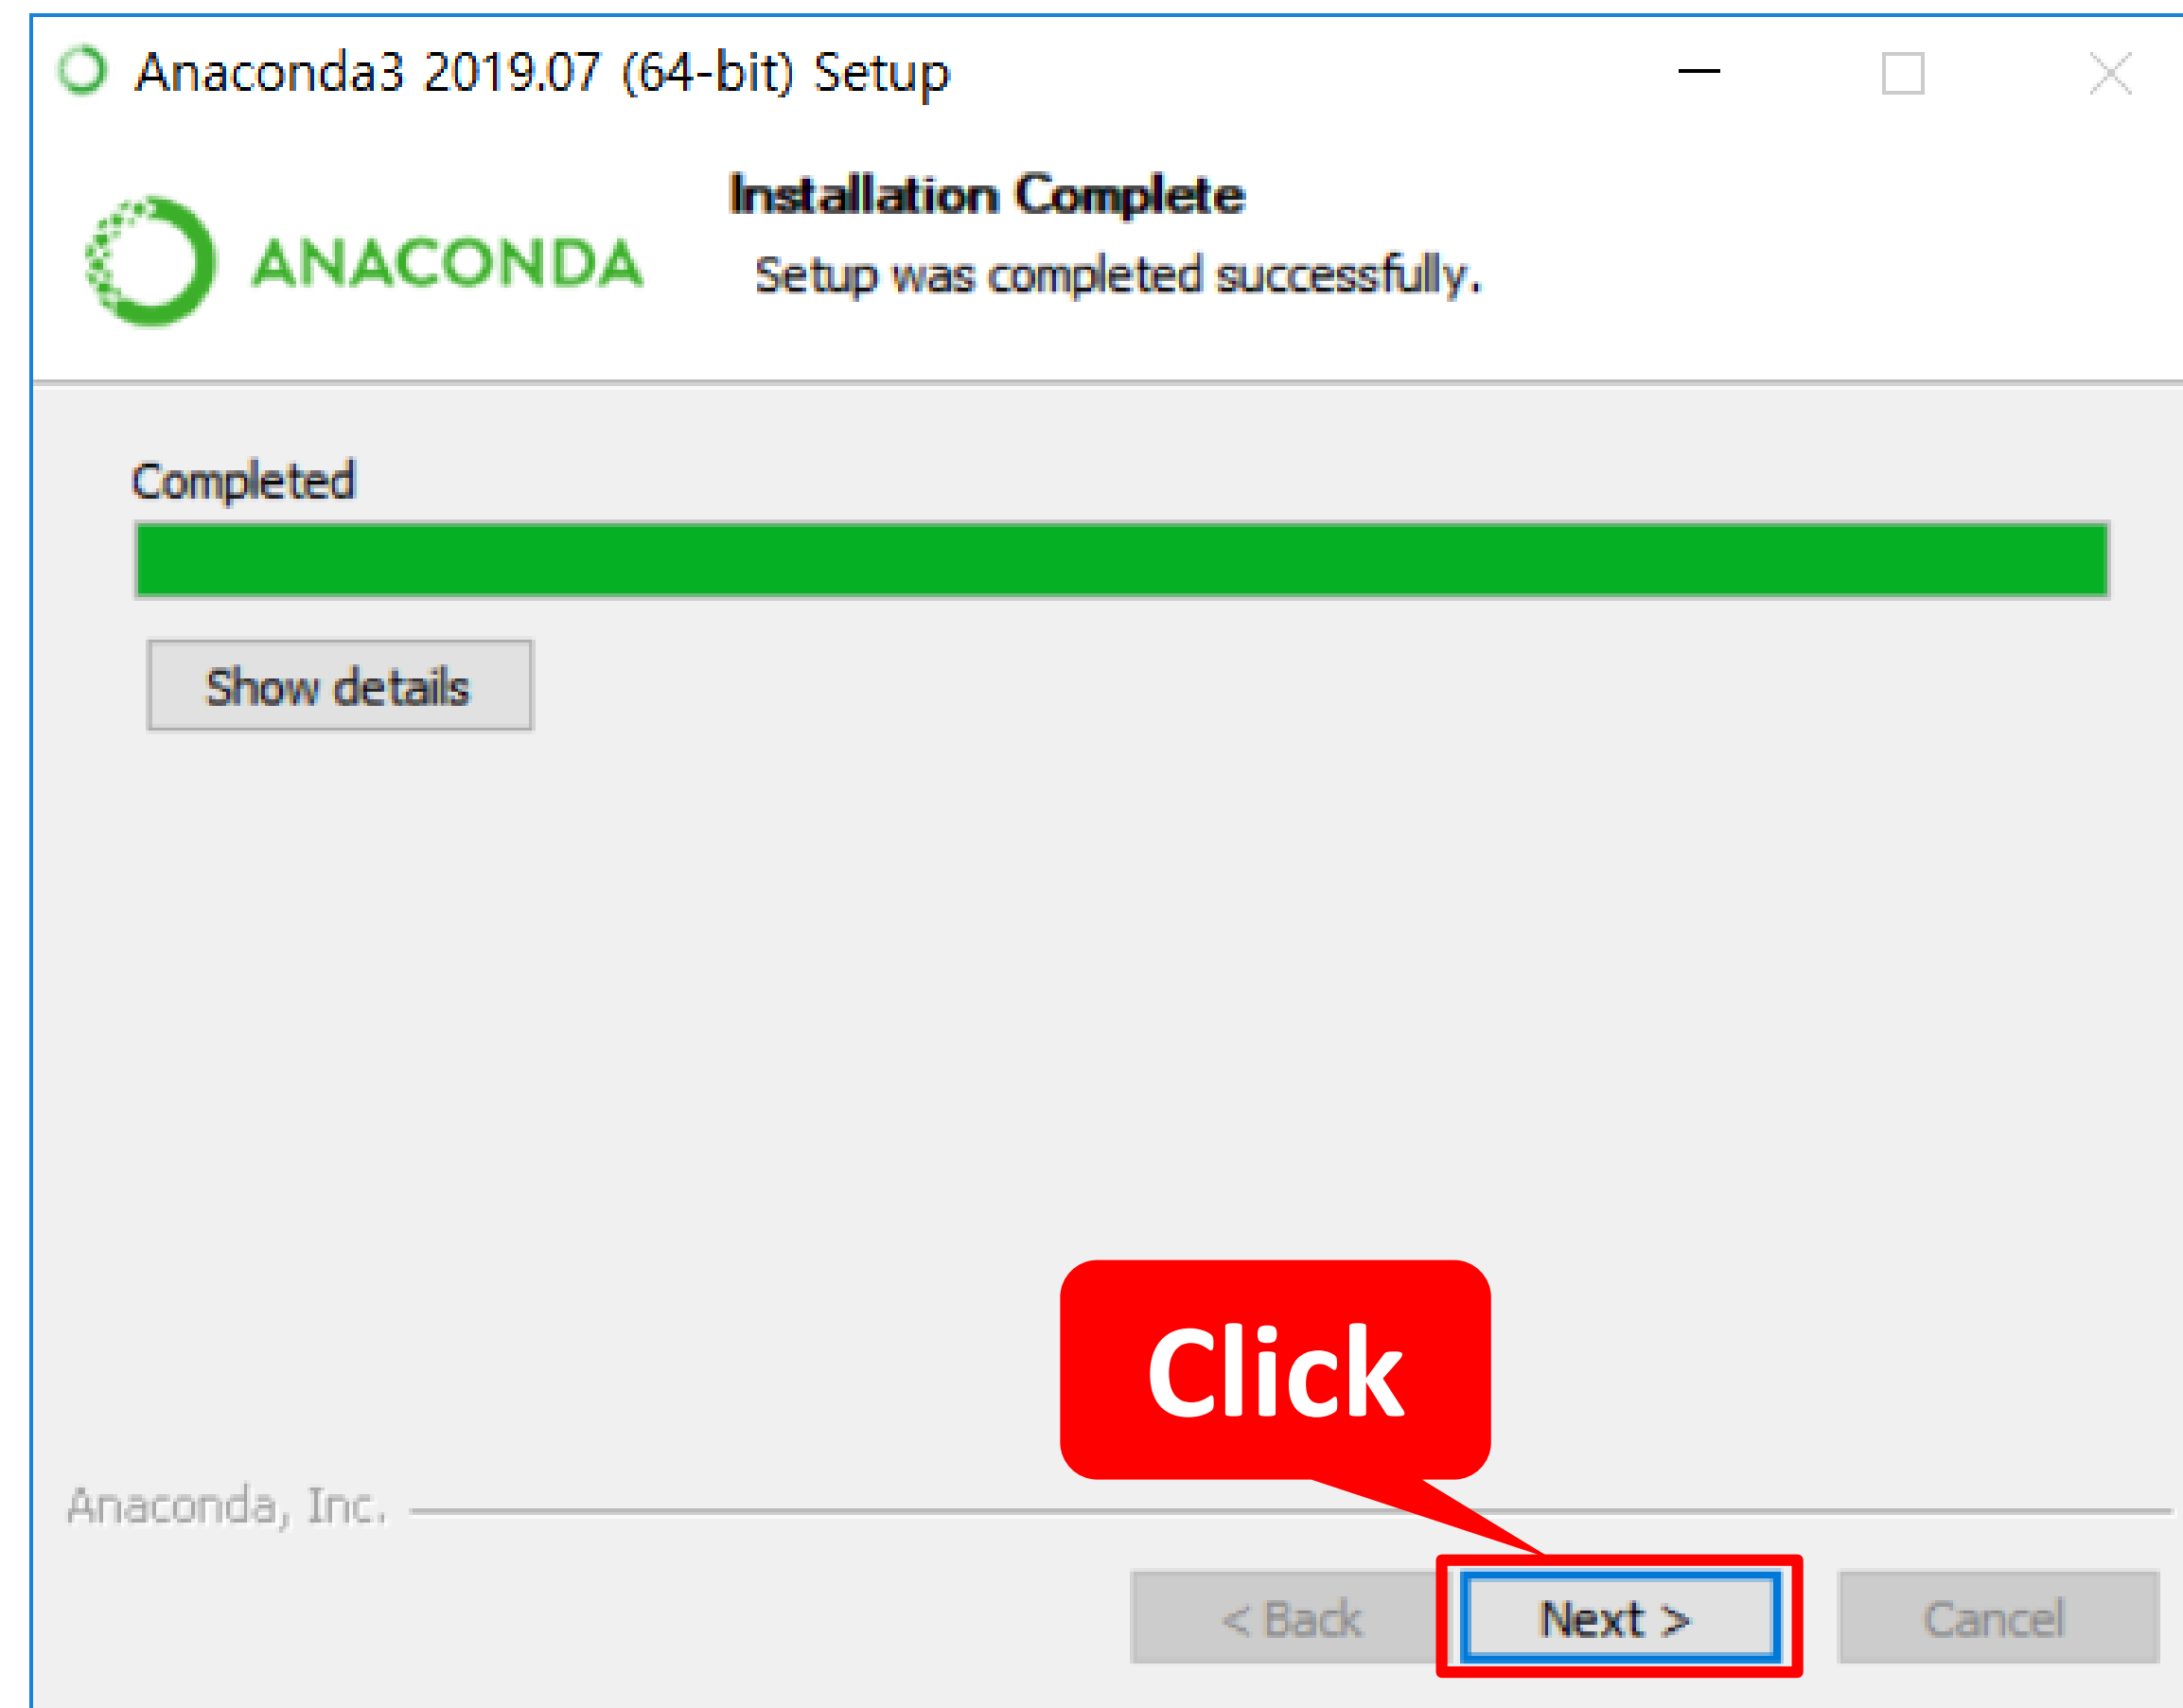 Anaconda3 2019.07 (64-bit) Setup
ANACONDA
Installation Complete
Setup was completed successfully.
Completed
Show details
Click
Anaconda, Inc.
< Back
Next >
Cancel